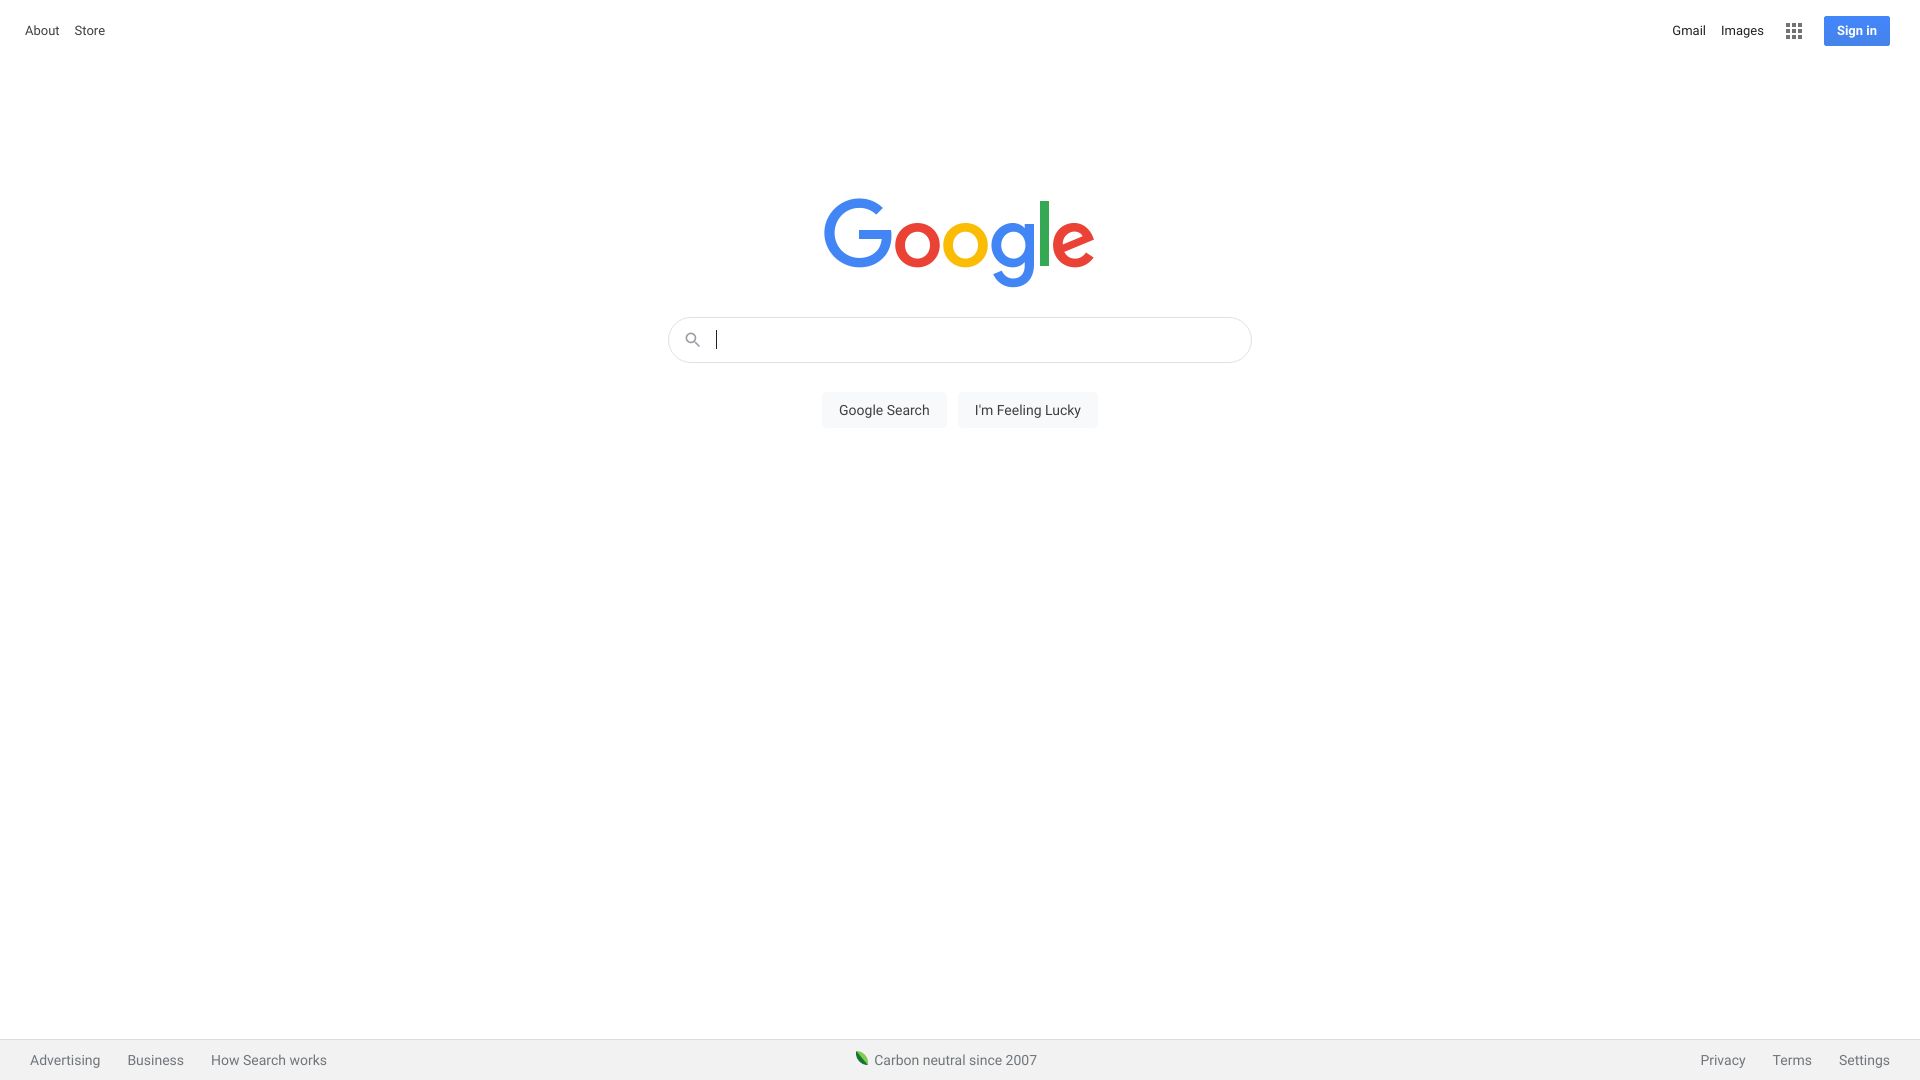 About Store
Gmail Images Sign in
Google
Google Search I'm Feeling Lucky
Advertising Business How Search works Carbon neutral since 2007 Privacy Terms Settings